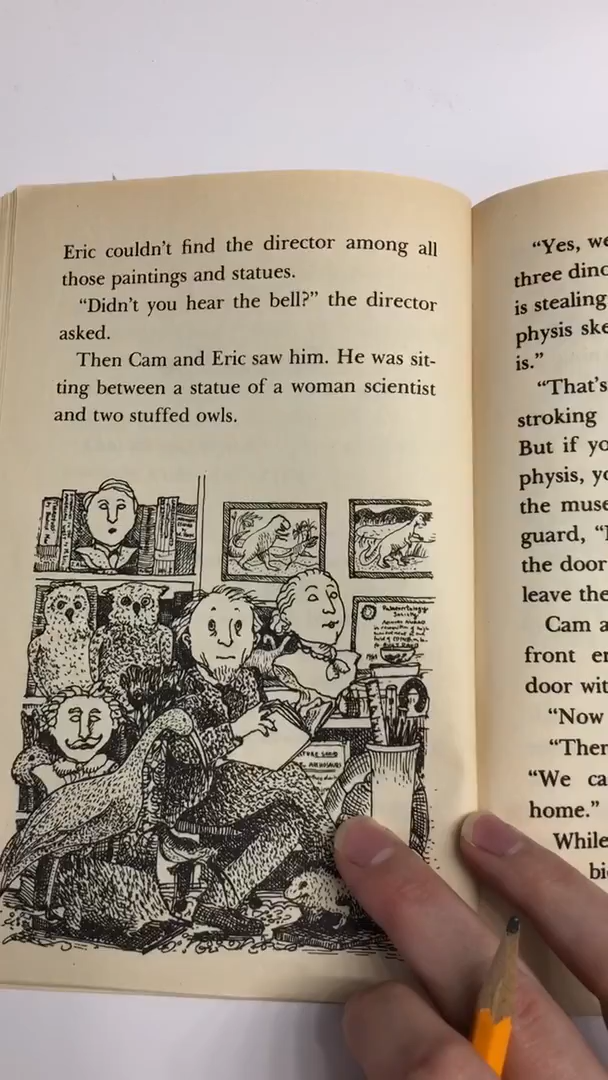 Eric couldn't find the director among all
those paintings and statues.
"Didn't you hear the bell?" the director
asked.
Then Cam and Eric saw him. He was sit-
ting between a statue of a woman scientist
and two stuffed owls.
Palaeontology
Society
"Yes, we
three dino
is stealing
physis ske
is."
"That's
stroking
But if yo
physis, yo
the muse
guard, "I
the door
leave the
Cam a
front en
door wit
"Now
"Then
"We ca
home."
While
bi